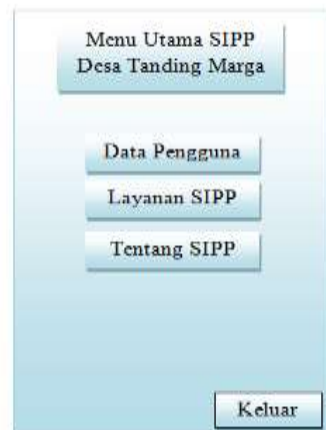 Menu Utama SIPP
Desa Tanding Marga
Data Pengguna
Layanan SIPP
Tentang SIPP
Keluar